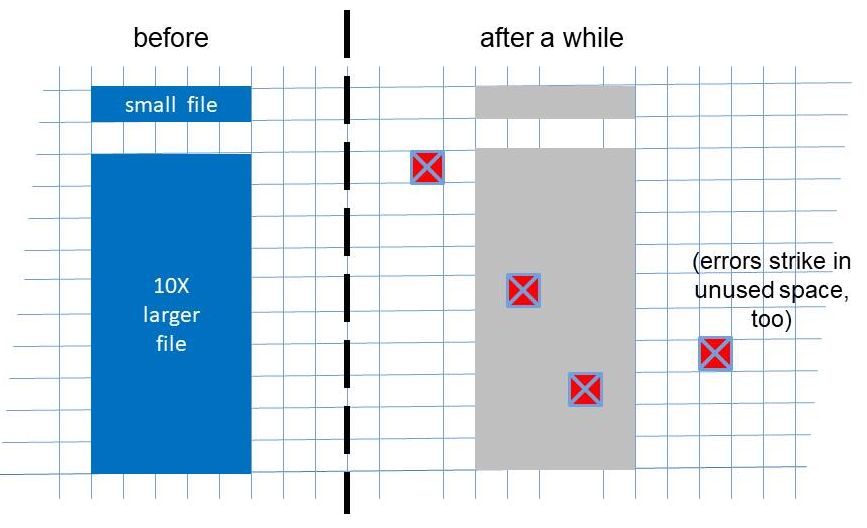 before
after a while
small file
10X
larger
file
(errors strike in
unused space,
too)